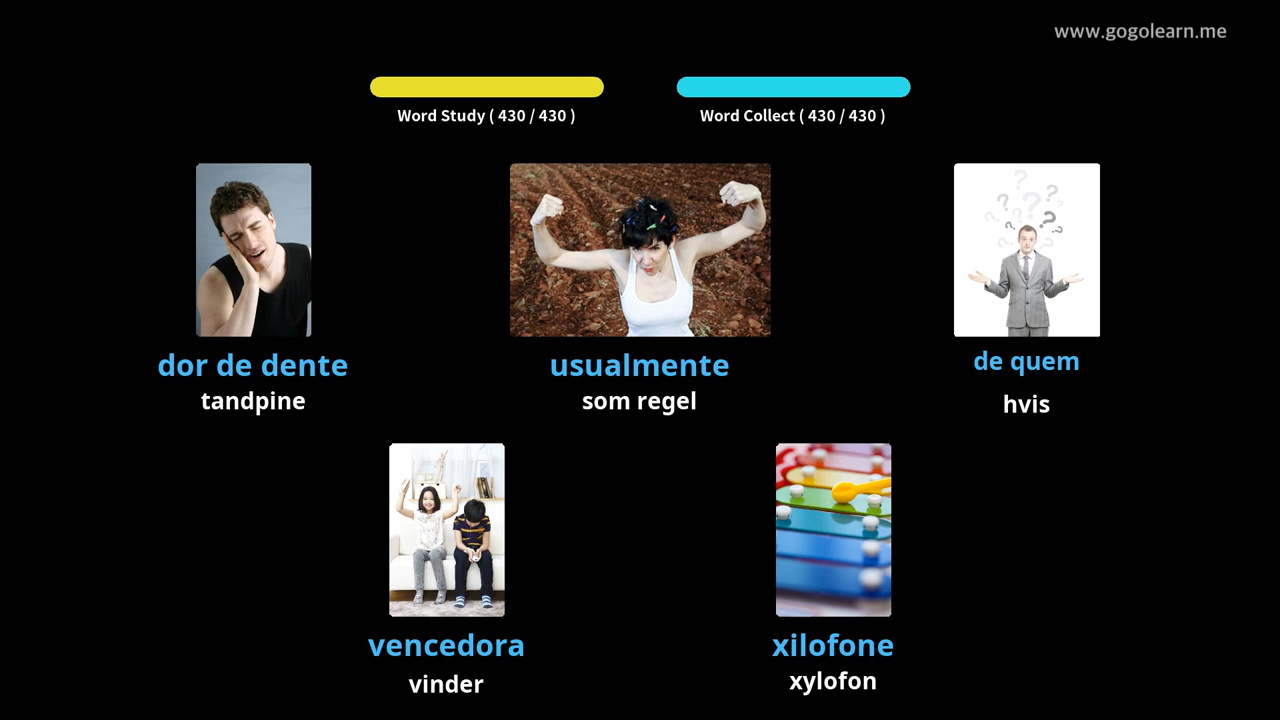 www.gogolearn.me
Word Study ( 430 / 430 )
Word Collect ( 430 / 430 )
dor de dente
tandpine
usualmente
som regel
de quem
hvis
vencedora
vinder
xilofone
xylofon